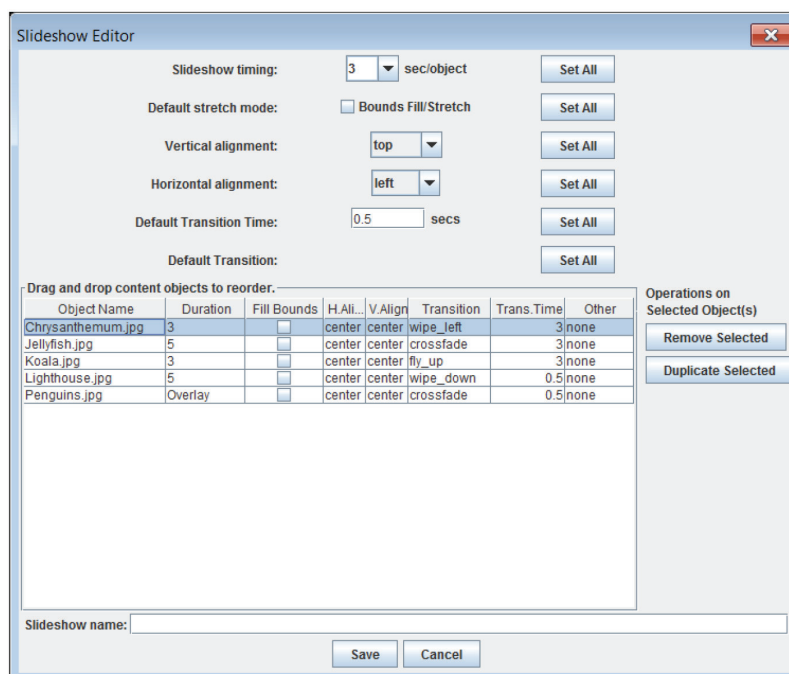 Slideshow Editor
Slideshow timing: 3 sec/object Set All
Default stretch mode: Bounds Fill/Stretch Set All
Vertical alignment: top Set All
Horizontal alignment: left Set All
Default Transition Time: 0.5 secs Set All
Default Transition: Set All
Drag and drop content objects to reorder.
Object Name Duration Fill Bounds H.Ali... V.Align Transition Trans.Time Other
Chrysanthemum.jpg 3 center center wipe_left 3 none
Jellyfish.jpg 5 center center crossfade 3 none
Koala.jpg 3 center center fly_up 3 none
Lighthouse.jpg 5 center center wipe_down 0.5 none
Penguins.jpg Overlay center center crossfade 0.5 none
Operations on
Selected Object(s)
Remove Selected
Duplicate Selected
Slideshow name:
Save Cancel